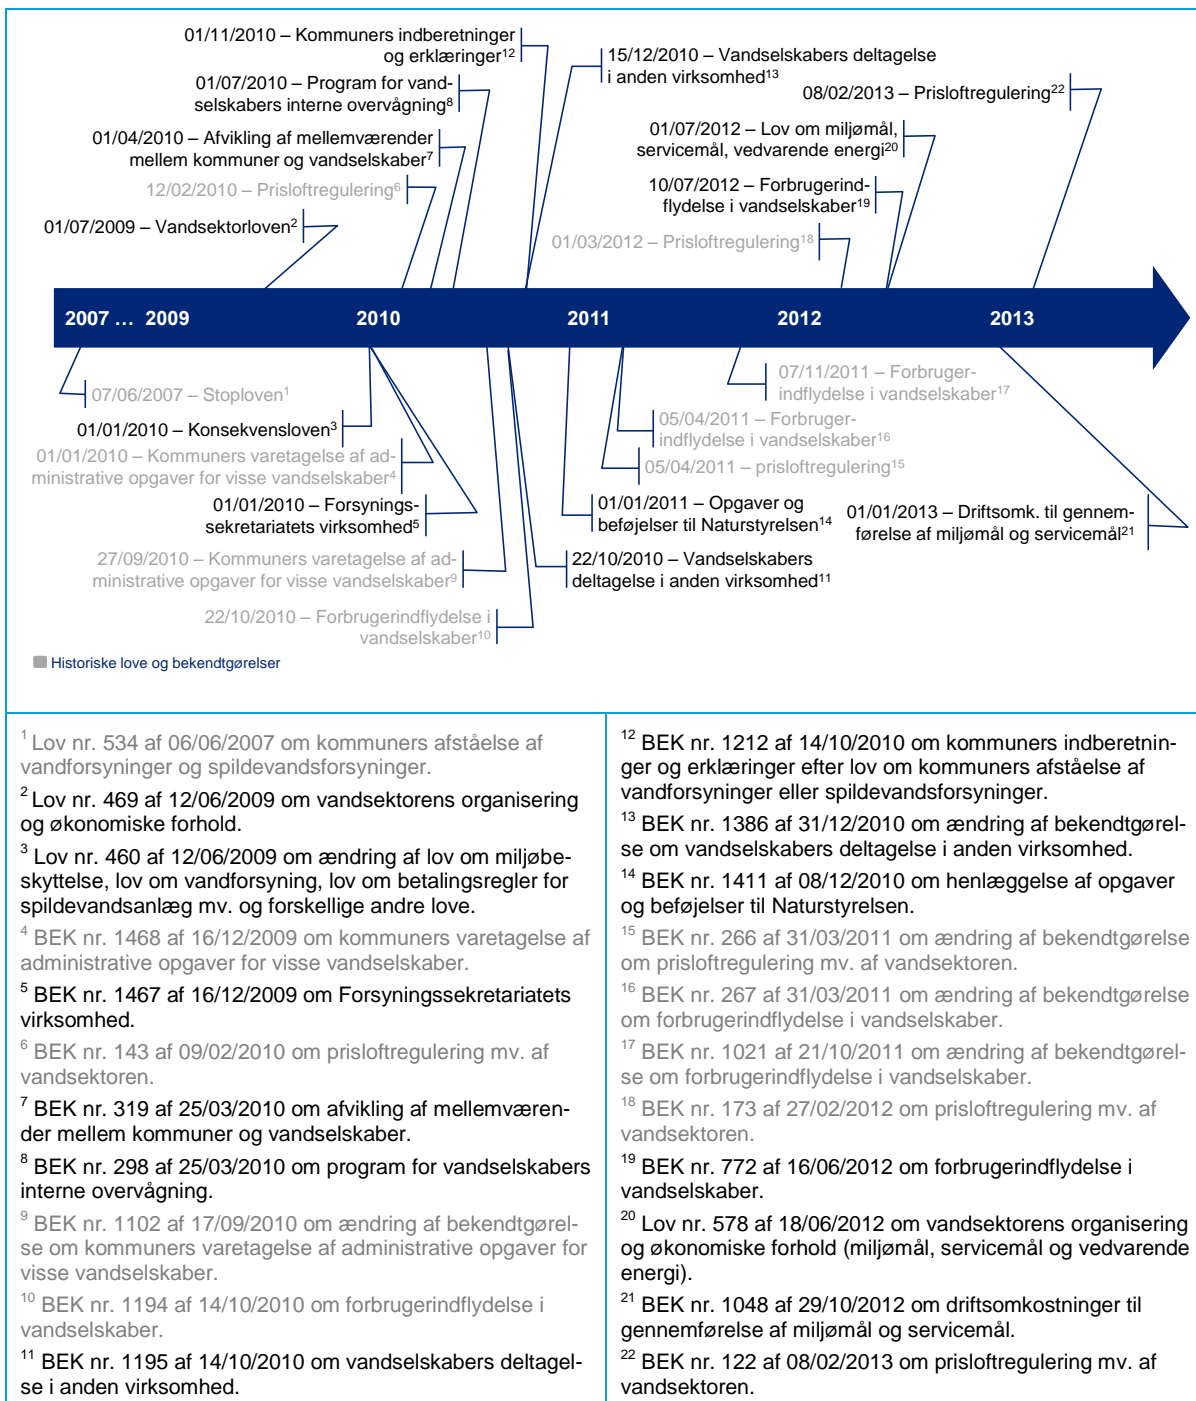 01/11/2010 – Kommuners indberetninger
og erklæringer12
15/12/2010 – Vandselskabers deltagelse
i anden virksomhed13
01/07/2010 – Program for vand-
selskabers interne overvågning8
08/02/2013 – Prisloftregulering22
01/04/2010 – Afvikling af mellemværender
mellem kommuner og vandselskaber7
01/07/2012 – Lov om miljømål,
servicemål, vedvarende energi20
12/02/2010 – Prisloftregulering6
10/07/2012 – Forbrugerind-
flydelse i vandselskaber19
01/07/2009 – Vandsektorloven2
01/03/2012 – Prisloftregulering18
2007 … 2009 2010 2011 2012 2013
07/06/2007 – Stoploven1
07/11/2011 – Forbruger-
indflydelse i vandselskaber17
01/01/2010 – Konsekvensloven3
05/04/2011 – Forbruger-
indflydelse i vandselskaber16
01/01/2010 – Kommuners varetagelse af ad-
ministrative opgaver for visse vandselskaber4
05/04/2011 – prisloftregulering15
01/01/2010 – Forsynings-
sekretariatets virksomhed5
01/01/2011 – Opgaver og
beføjelser til Naturstyrelsen14
01/01/2013 – Driftsomk. til gennem-
førelse af miljømål og servicemål21
27/09/2010 – Kommuners varetagelse af ad-
ministrative opgaver for visse vandselskaber9
22/10/2010 – Vandselskabers
deltagelse i anden virksomhed11
22/10/2010 – Forbrugerindflydelse i
vandselskaber10
Historiske love og bekendtgørelser
1 Lov nr. 534 af 06/06/2007 om kommuners afståelse af
vandforsyninger og spildevandsforsyninger.
2 Lov nr. 469 af 12/06/2009 om vandsektorens organisering
og økonomiske forhold.
3 Lov nr. 460 af 12/06/2009 om ændring af lov om miljøbe-
skyttelse, lov om vandforsyning, lov om betalingsregler for
spildevandsanlæg mv. og forskellige andre love.
4 BEK nr. 1468 af 16/12/2009 om kommuners varetagelse af
administrative opgaver for visse vandselskaber.
5 BEK nr. 1467 af 16/12/2009 om Forsyningssekretariatets
virksomhed.
6 BEK nr. 143 af 09/02/2010 om prisloftregulering mv. af
vandsektoren.
7 BEK nr. 319 af 25/03/2010 om afvikling af mellemværen-
der mellem kommuner og vandselskaber.
8 BEK nr. 298 af 25/03/2010 om program for vandselskabers
interne overvågning.
9 BEK nr. 1102 af 17/09/2010 om ændring af bekendtgørel-
se om kommuners varetagelse af administrative opgaver for
visse vandselskaber.
10 BEK nr. 1194 af 14/10/2010 om forbrugerindflydelse i
vandselskaber.
11 BEK nr. 1195 af 14/10/2010 om vandselskabers deltagel-
se i anden virksomhed.
12 BEK nr. 1212 af 14/10/2010 om kommuners indberetnin-
ger og erklæringer efter lov om kommuners afståelse af
vandforsyninger eller spildevandsforsyninger.
13 BEK nr. 1386 af 31/12/2010 om ændring af bekendtgørel-
se om vandselskabers deltagelse i anden virksomhed.
14 BEK nr. 1411 af 08/12/2010 om henlæggelse af opgaver
og beføjelser til Naturstyrelsen.
15 BEK nr. 266 af 31/03/2011 om ændring af bekendtgørelse
om prisloftregulering mv. af vandsektoren.
16 BEK nr. 267 af 31/03/2011 om ændring af bekendtgørelse
om forbrugerindflydelse i vandselskaber.
17 BEK nr. 1021 af 21/10/2011 om ændring af bekendtgørel-
se om forbrugerindflydelse i vandselskaber.
18 BEK nr. 173 af 27/02/2012 om prisloftregulering mv. af
vandsektoren.
19 BEK nr. 772 af 16/06/2012 om forbrugerindflydelse i
vandselskaber.
20 Lov nr. 578 af 18/06/2012 om vandsektorens organisering
og økonomiske forhold (miljømål, servicemål og vedvarende
energi).
21 BEK nr. 1048 af 29/10/2012 om driftsomkostninger til
gennemførelse af miljømål og servicemål.
22 BEK nr. 122 af 08/02/2013 om prisloftregulering mv. af
vandsektoren.